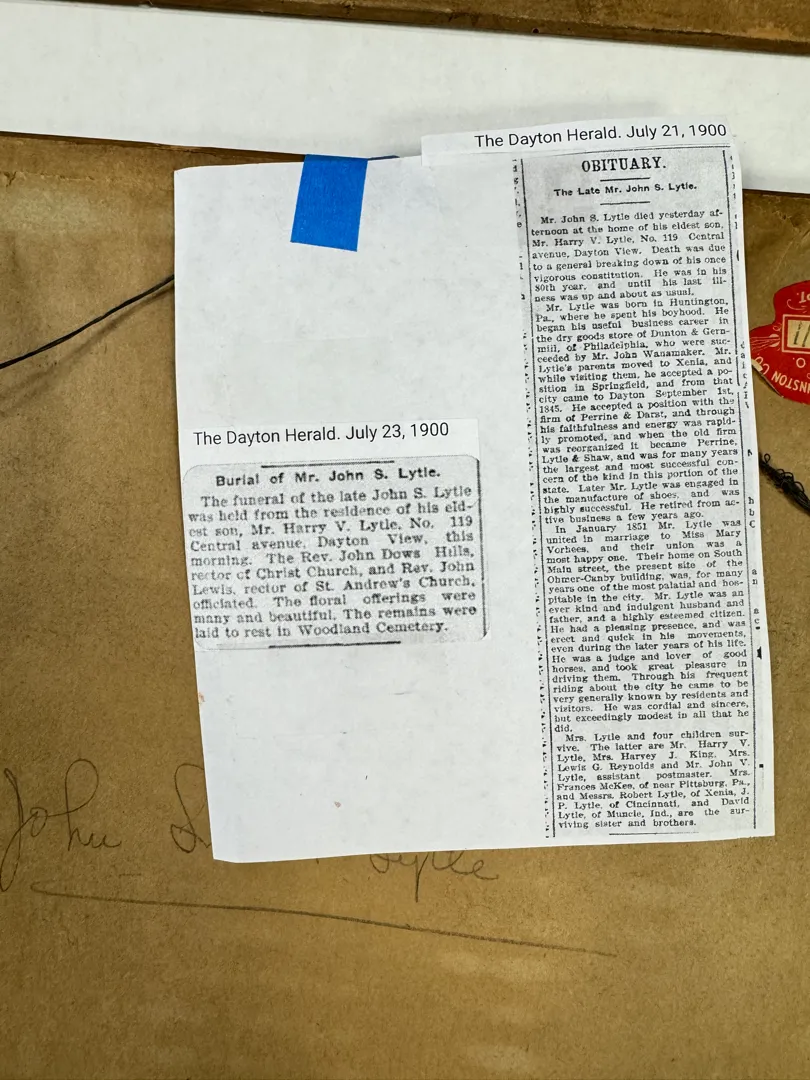 The Dayton Herald. July 21, 1900
OBITUARY.
The Late Mr. John S. Lytle.
Mr. John S. Lytle died yesterday af-
ternoon at the home of his eldest son,
Mr. Harry V. Lytle, No. 119 Central
avenue, Dayton View. Death was due
to a general breaking down of his once
vigorous constitution. He was in his
80th year, and until his last ill-
ness was up and about as usual.
Mr. Lytle was born in Huntington,
Pa., where he spent his boyhood. He
began his useful business career in
the dry goods store of Dunton & Gem-
mill, of Philadelphia, who were suc-
ceeded by Mr. John Wanamaker. Mr.
Lytle's parents moved to Xenia, and
while visiting them, he accepted a po-
sition in Springfield, and from that
city came to Dayton September 1st,
1845. He accepted a position with the
firm of Perrine & Darst, and through
his faithfulness and energy was rapid-
ly promoted, and when the old firm
was reorganized it became Perrine,
Lytle & Shaw, and was for many years
the largest and most successful con-
cern of the kind in this portion of the
state. Later Mr. Lytle was engaged in
the manufacture of shoes, and was
highly successful. He retired from ac-
tive business a few years ago.
In January 1851 Mr. Lytle was
united in marriage to Miss Mary
Vorhees, and their union was a
most happy one. Their home on South
Main street, the present site of the
Ohmer-Canby building, was, for many
years one of the most palatial and hos-
pitable in the city. Mr. Lytle was an
ever kind and indulgent husband and
father, and a highly esteemed citizen.
He had a pleasing presence, and was
erect and quick in his movements,
even during the later years of his life.
He was a judge and lover of good
horses, and took great pleasure in
driving them. Through his frequent
riding about the city he came to be
very generally known by residents and
visitors. He was cordial and sincere,
but exceedingly modest in all that he
did.
Mrs. Lytle and four children sur-
vive. The latter are Mr. Harry V.
Lytle, Mrs. Harvey J. King, Mrs.
Lewis G. Reynolds and Mr. John V.
Lytle, assistant postmaster. Mrs.
Frances McKee, of near Pittsburg, Pa.,
and Messrs. Robert Lytle, of Xenia, J.
P. Lytle, of Cincinnati, and David
Lytle, of Muncie, Ind., are the sur-
viving sister and brothers.
The Dayton Herald. July 23, 1900
Burial of Mr. John S. Lytle.
The funeral of the late John S. Lytle
was held from the residence of his eld-
est son, Mr. Harry V. Lytle, No. 119
Central avenue, Dayton View, this
morning. The Rev. John Dows Hills,
rector of Christ Church, and Rev. John
Lewis, rector of St. Andrew's Church,
officiated. The floral offerings were
many and beautiful. The remains were
laid to rest in Woodland Cemetery.
John
Lytle